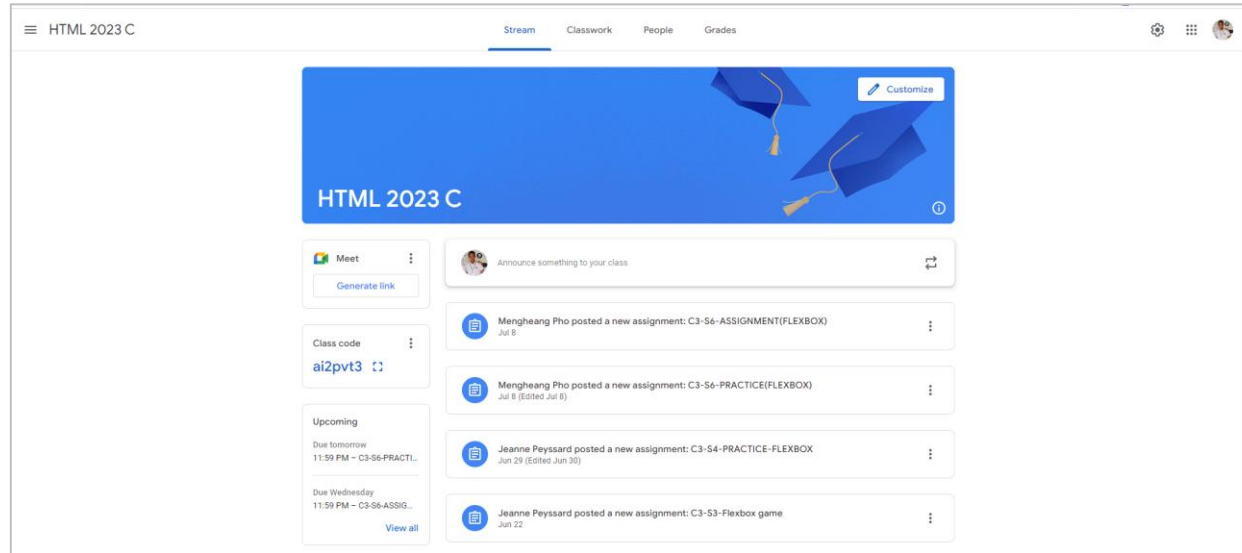 HTML 2023 C
Stream Classwork People Grades
Customize
HTML 2023 C
Meet
Generate link
Class code
ai2pvt3
Upcoming
Due tomorrow
11:59 PM – C3-S6-PRACTI...
Due Wednesday
11:59 PM – C3-S6-ASSIG...
View all
Announce something to your class
Mengheang Pho posted a new assignment: C3-S6-ASSIGNMENT(FLEXBOX)
Jul 8
Mengheang Pho posted a new assignment: C3-S6-PRACTICE(FLEXBOX)
Jul 8 (Edited Jul 8)
Jeanne Peyssard posted a new assignment: C3-S4-PRACTICE-FLEXBOX
Jun 29 (Edited Jun 30)
Jeanne Peyssard posted a new assignment: C3-S3-Flexbox game
Jun 22